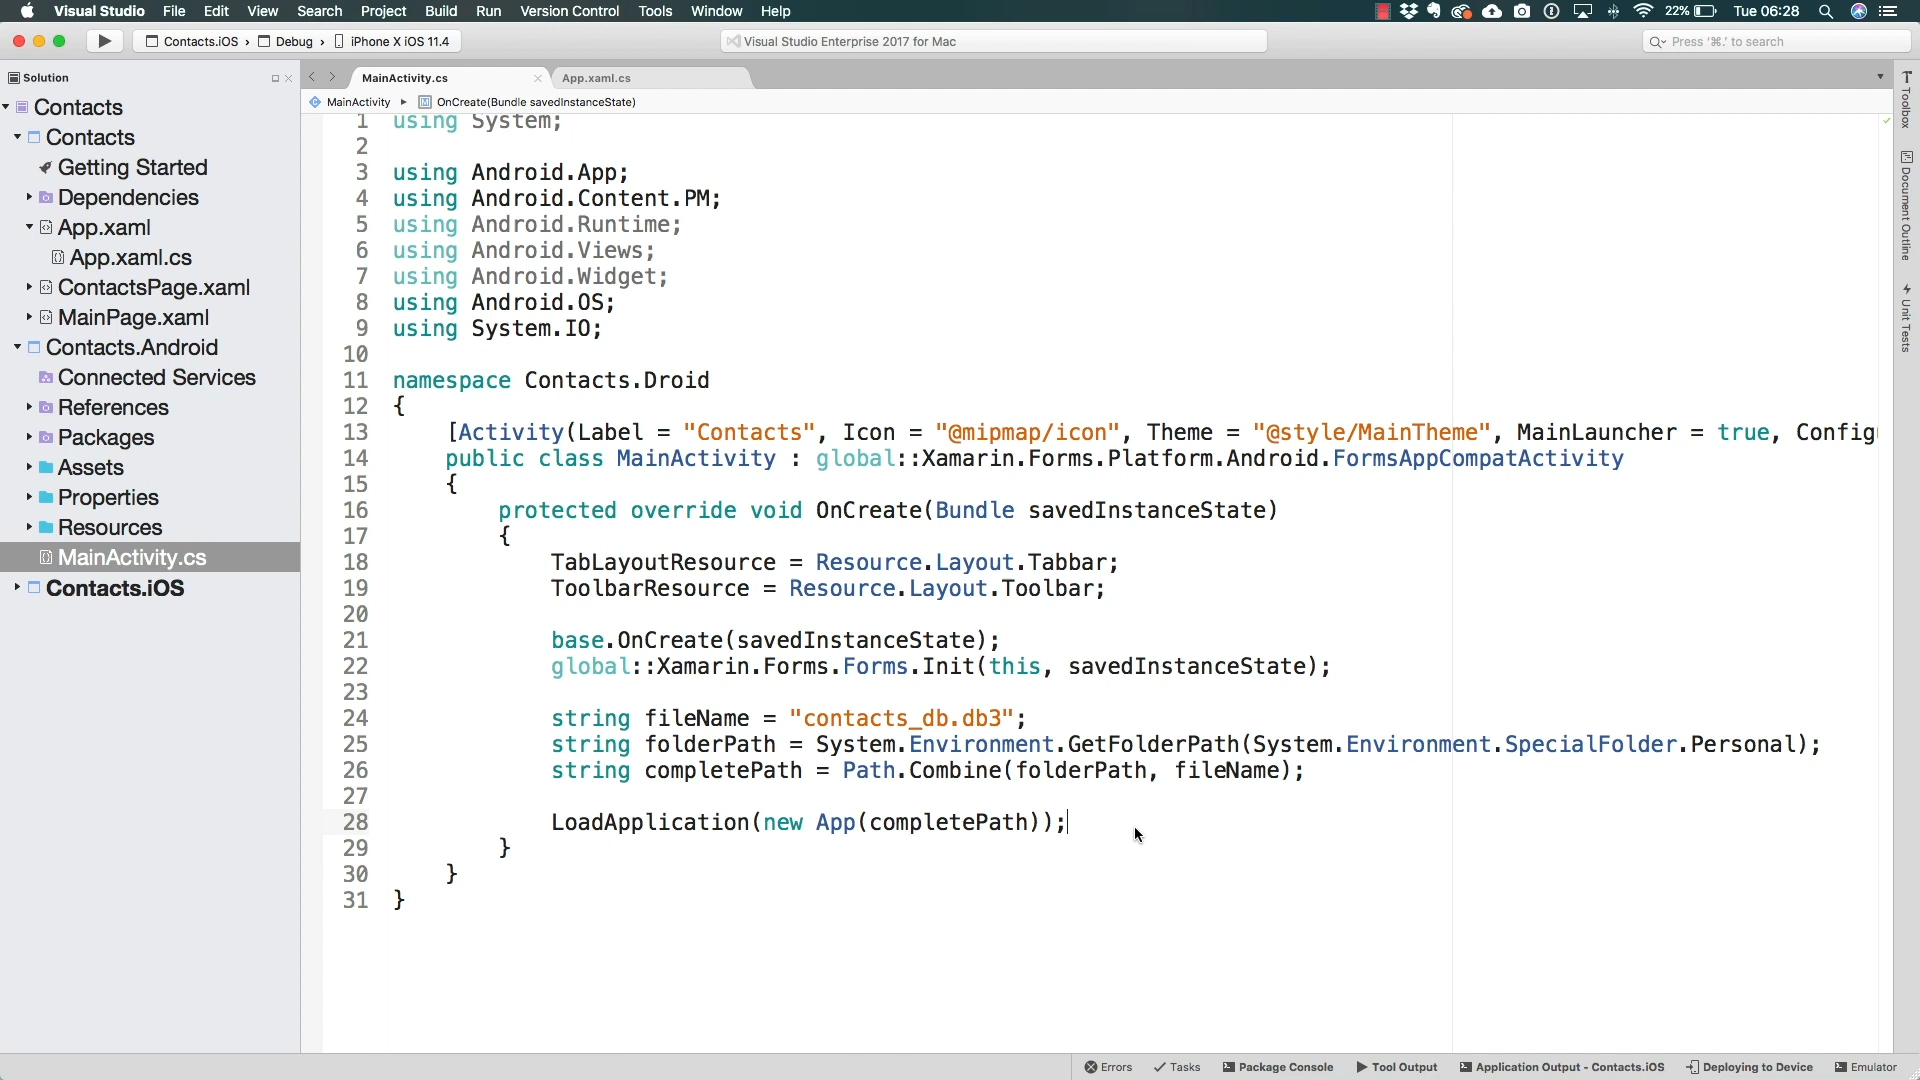 Visual Studio File Edit View Search Project Build Run Version Control Tools Window Help 22% Tue 06:28
Contacts.iOS › Debug › iPhone X iOS 11.4 Visual Studio Enterprise 2017 for Mac Press '⌘.' to search
Solution
Contacts
Contacts
Getting Started
Dependencies
App.xaml
App.xaml.cs
ContactsPage.xaml
MainPage.xaml
Contacts.Android
Connected Services
References
Packages
Assets
Properties
Resources
MainActivity.cs
Contacts.iOS
MainActivity.cs App.xaml.cs
MainActivity OnCreate(Bundle savedInstanceState)
1 using System;
2
3 using Android.App;
4 using Android.Content.PM;
5 using Android.Runtime;
6 using Android.Views;
7 using Android.Widget;
8 using Android.OS;
9 using System.IO;
10
11 namespace Contacts.Droid
12 {
13 [Activity(Label = "Contacts", Icon = "@mipmap/icon", Theme = "@style/MainTheme", MainLauncher = true, Config
14 public class MainActivity : global::Xamarin.Forms.Platform.Android.FormsAppCompatActivity
15 {
16 protected override void OnCreate(Bundle savedInstanceState)
17 {
18 TabLayoutResource = Resource.Layout.Tabbar;
19 ToolbarResource = Resource.Layout.Toolbar;
20
21 base.OnCreate(savedInstanceState);
22 global::Xamarin.Forms.Forms.Init(this, savedInstanceState);
23
24 string fileName = "contacts_db.db3";
25 string folderPath = System.Environment.GetFolderPath(System.Environment.SpecialFolder.Personal);
26 string completePath = Path.Combine(folderPath, fileName);
27
28 LoadApplication(new App(completePath));
29 }
30 }
31 }
Toolbox
Document Outline
Unit Tests
Errors Tasks Package Console Tool Output Application Output - Contacts.iOS Deploying to Device Emulator